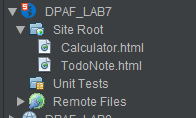 DPAF_LAB7
Site Root
Calculator.html
TodoNote.html
Unit Tests
Remote Files